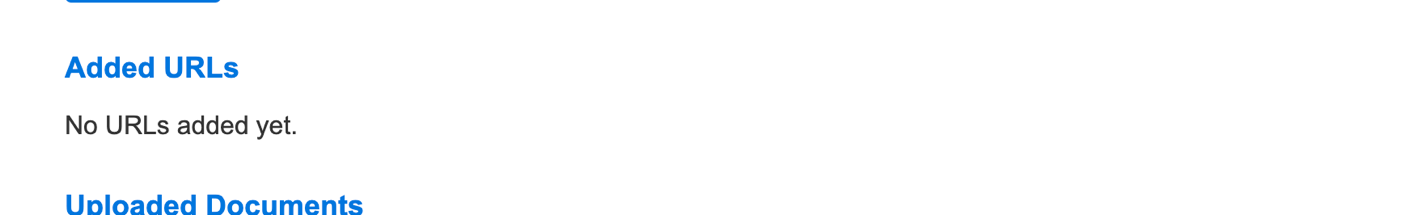 Added URLs
No URLs added yet.
Uploaded Documents